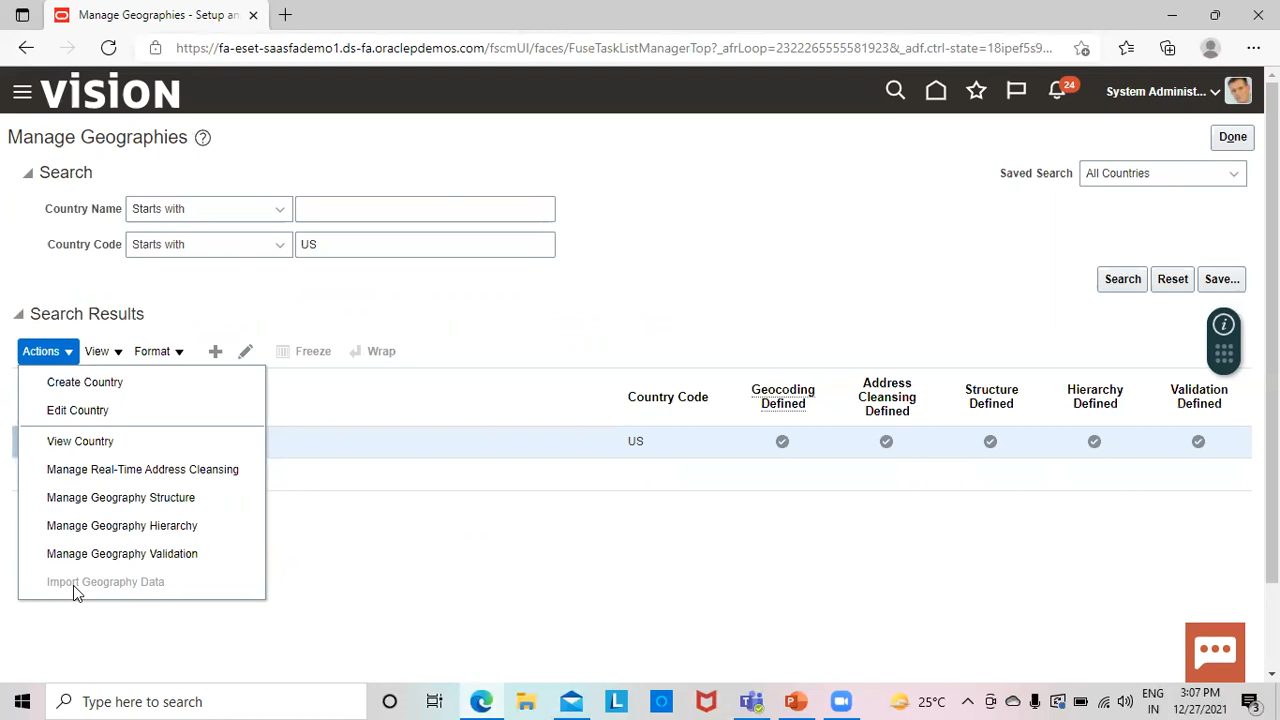 Manage Geographies - Setup an
https://fa-eset-saasfademo1.ds-fa.oraclepdemos.com/fscmUI/faces/FuseTaskListManagerTop?_afrLoop=2322265555581923&_adf.ctrl-state=18ipef5s9...
VISION
24
System Administ...
Manage Geographies ?
Done
Search
Saved Search All Countries
Country Name Starts with
Country Code Starts with US
Search Reset Save...
Search Results
Actions View Format Freeze Wrap
Create Country
Edit Country
View Country
Manage Real-Time Address Cleansing
Manage Geography Structure
Manage Geography Hierarchy
Manage Geography Validation
Import Geography Data
Country Code
Geocoding Defined
Address Cleansing Defined
Structure Defined
Hierarchy Defined
Validation Defined
US
Type here to search
L
25°C
ENG
IN
3:07 PM
12/27/2021
3